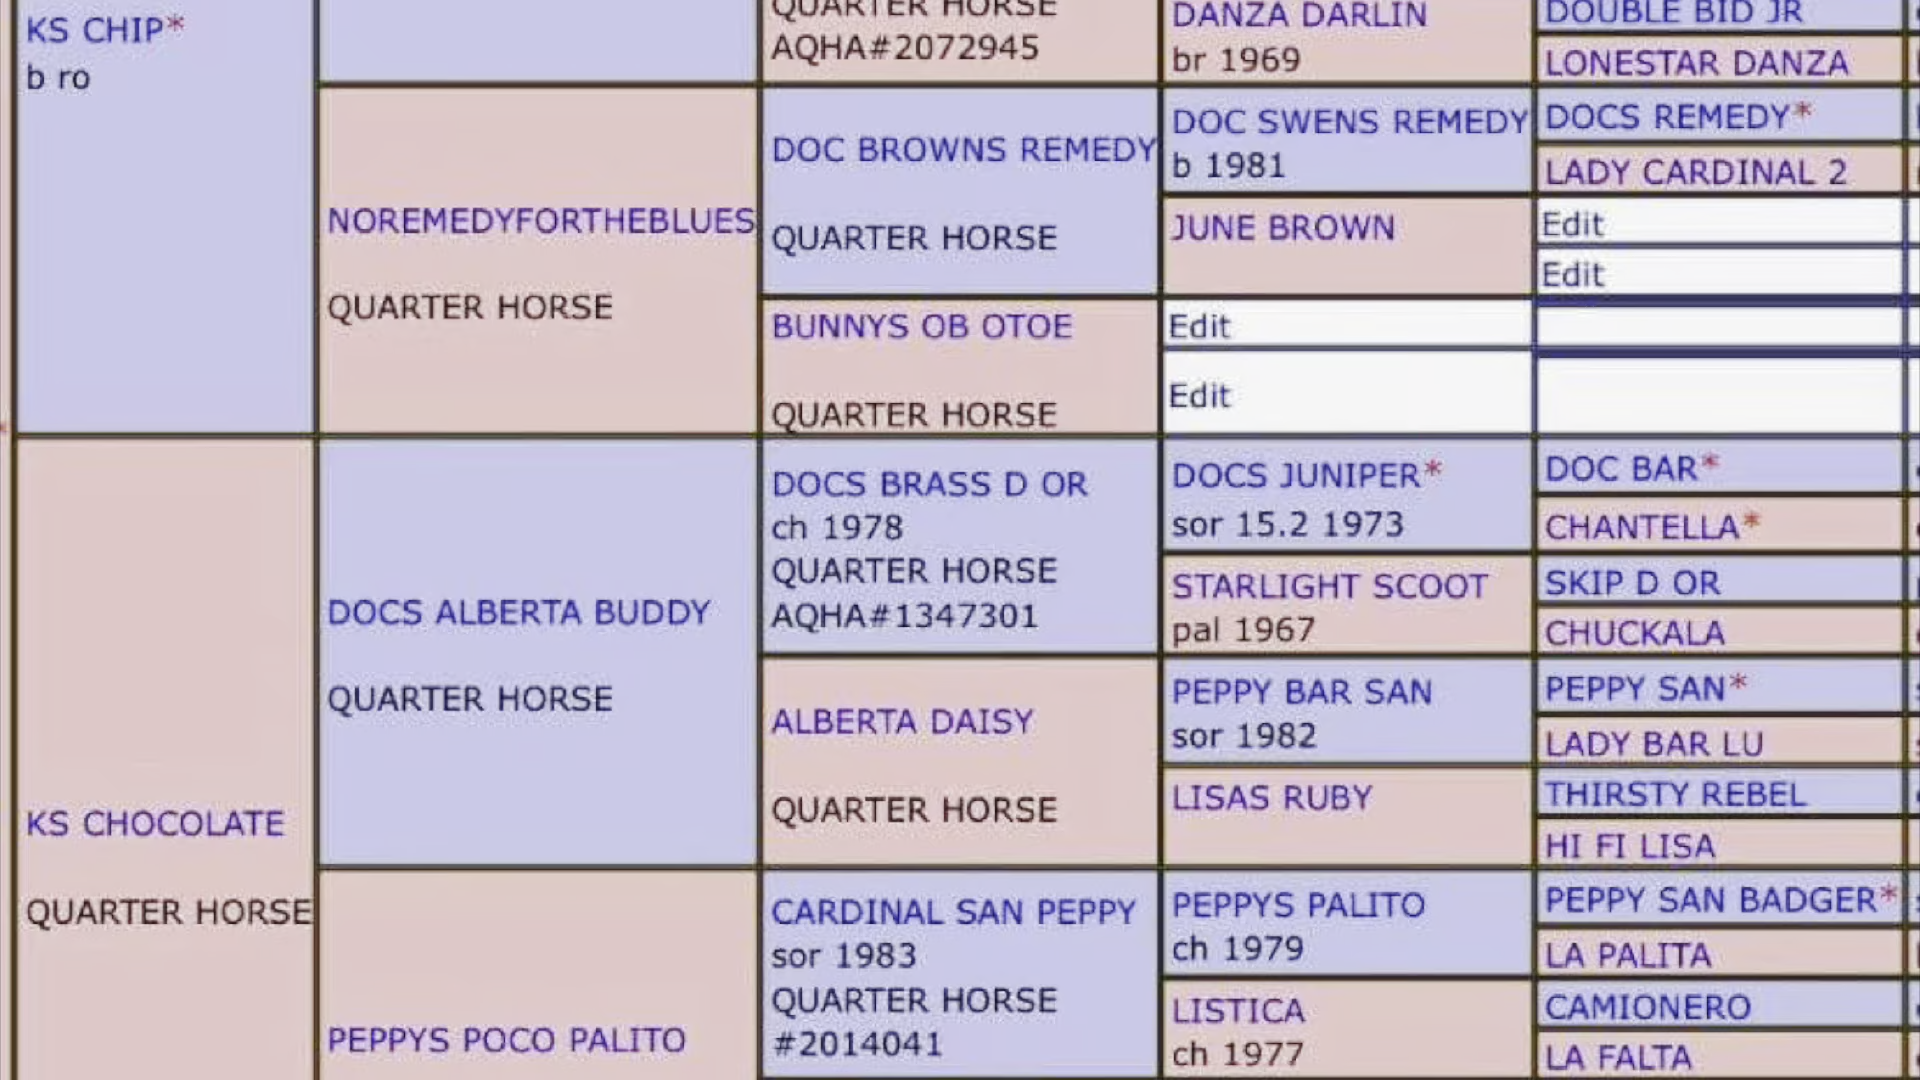 KS CHIP*
b ro
NOREMEDYFORTHEBLUES
QUARTER HORSE
QUARTER HORSE
AQHA#2072945
DOC BROWNS REMEDY
QUARTER HORSE
BUNNYS OB OTOE
QUARTER HORSE
DANZA DARLIN
br 1969
DOC SWENS REMEDY
b 1981
JUNE BROWN
Edit
Edit
DOUBLE BID JR
LONESTAR DANZA
DOCS REMEDY*
LADY CARDINAL 2
Edit
Edit
KS CHOCOLATE
QUARTER HORSE
DOCS ALBERTA BUDDY
QUARTER HORSE
PEPPYS POCO PALITO
DOCS BRASS D OR
ch 1978
QUARTER HORSE
AQHA#1347301
ALBERTA DAISY
QUARTER HORSE
CARDINAL SAN PEPPY
sor 1983
QUARTER HORSE
#2014041
DOCS JUNIPER*
sor 15.2 1973
STARLIGHT SCOOT
pal 1967
PEPPY BAR SAN
sor 1982
LISAS RUBY
PEPPYS PALITO
ch 1979
LISTICA
ch 1977
DOC BAR*
CHANTELLA*
SKIP D OR
CHUCKALA
PEPPY SAN*
LADY BAR LU
THIRSTY REBEL
HI FI LISA
PEPPY SAN BADGER*
LA PALITA
CAMIONERO
LA FALTA